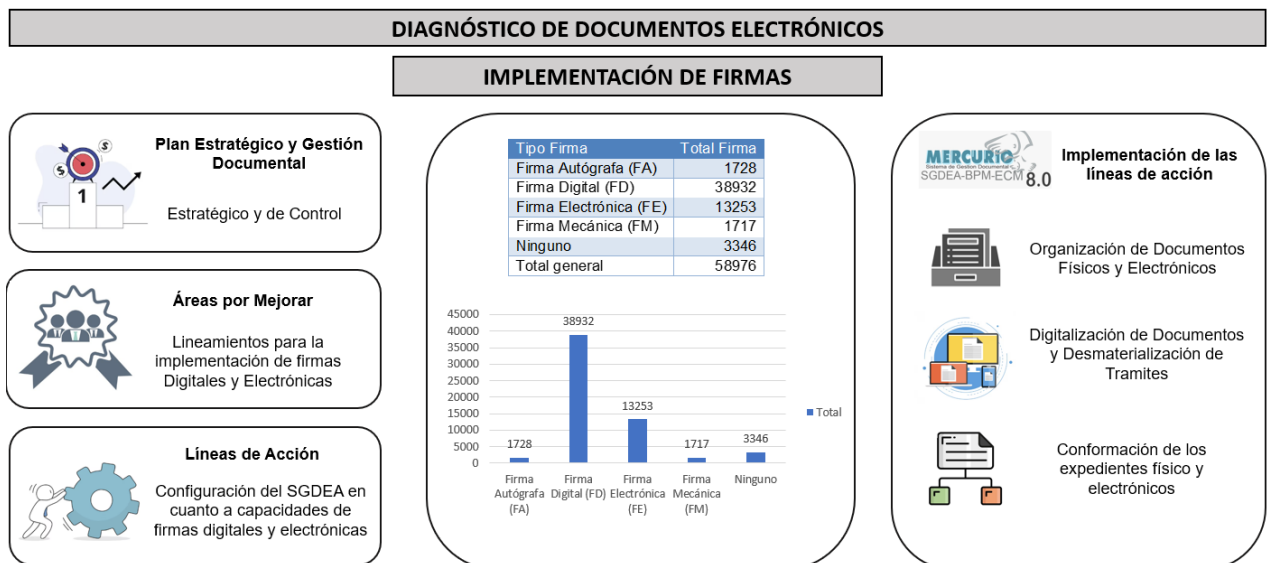 DIAGNÓSTICO DE DOCUMENTOS ELECTRÓNICOS
IMPLEMENTACIÓN DE FIRMAS
1
Plan Estratégico y Gestión
Documental
Estratégico y de Control
Áreas por Mejorar
Lineamientos para la
implementación de firmas
Digitales y Electrónicas
Líneas de Acción
Configuración del SGDEA en
cuanto a capacidades de
firmas digitales y electrónicas
Tipo Firma Total Firma
Firma Autógrafa (FA) 1728
Firma Digital (FD) 38932
Firma Electrónica (FE) 13253
Firma Mecánica (FM) 1717
Ninguno 3346
Total general 58976
45000
40000
35000
30000
25000
20000
15000
10000
5000
0
1728
38932
13253
1717
3346
Firma
Autógrafa
(FA)
Firma
Digital (FD)
Firma
Electrónica
(FE)
Firma
Mecánica
(FM)
Ninguno
Total
MERCURIO
Sistema de Gestión Documental
SGDEA-BPM-ECM 8.0
Implementación de las
líneas de acción
Organización de Documentos
Físicos y Electrónicos
Digitalización de Documentos
y Desmaterialización de
Tramites
Conformación de los
expedientes físico y
electrónicos